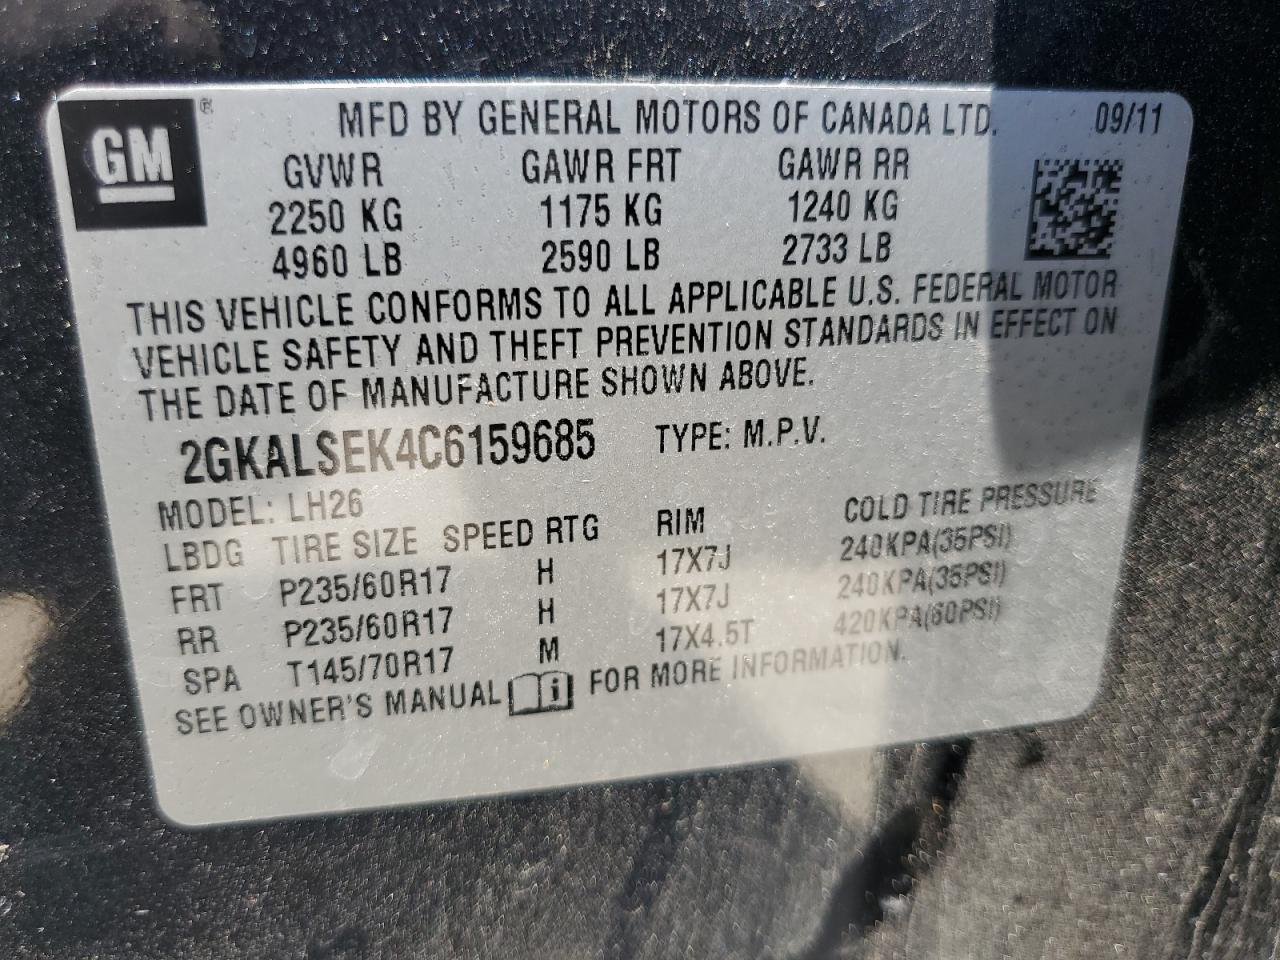 GM ®
MFD BY GENERAL MOTORS OF CANADA LTD. 09/11
GVWR GAWR FRT GAWR RR
2250 KG 1175 KG 1240 KG
4960 LB 2590 LB 2733 LB
THIS VEHICLE CONFORMS TO ALL APPLICABLE U.S. FEDERAL MOTOR
VEHICLE SAFETY AND THEFT PREVENTION STANDARDS IN EFFECT ON
THE DATE OF MANUFACTURE SHOWN ABOVE.
2GKALSEK4C6159685 TYPE: M.P.V.
MODEL: LH26
LBDG TIRE SIZE SPEED RTG RIM COLD TIRE PRESSURE
FRT P235/60R17 H 17X7J 240KPA(35PSI)
RR P235/60R17 H 17X7J 240KPA(35PSI)
SPA T145/70R17 M 17X4.5T 420KPA(60PSI)
SEE OWNER'S MANUAL i FOR MORE INFORMATION.